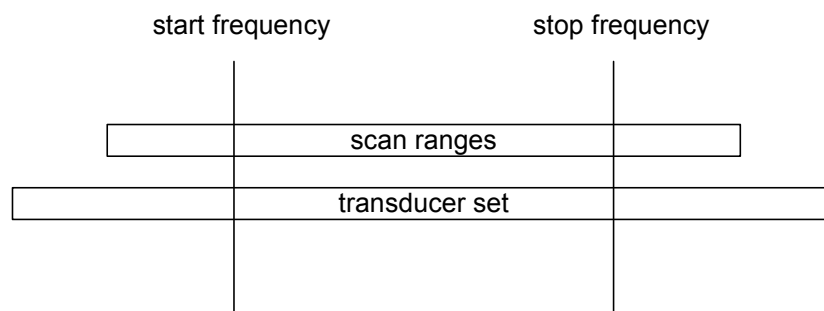 start frequency
stop frequency
scan ranges
transducer set